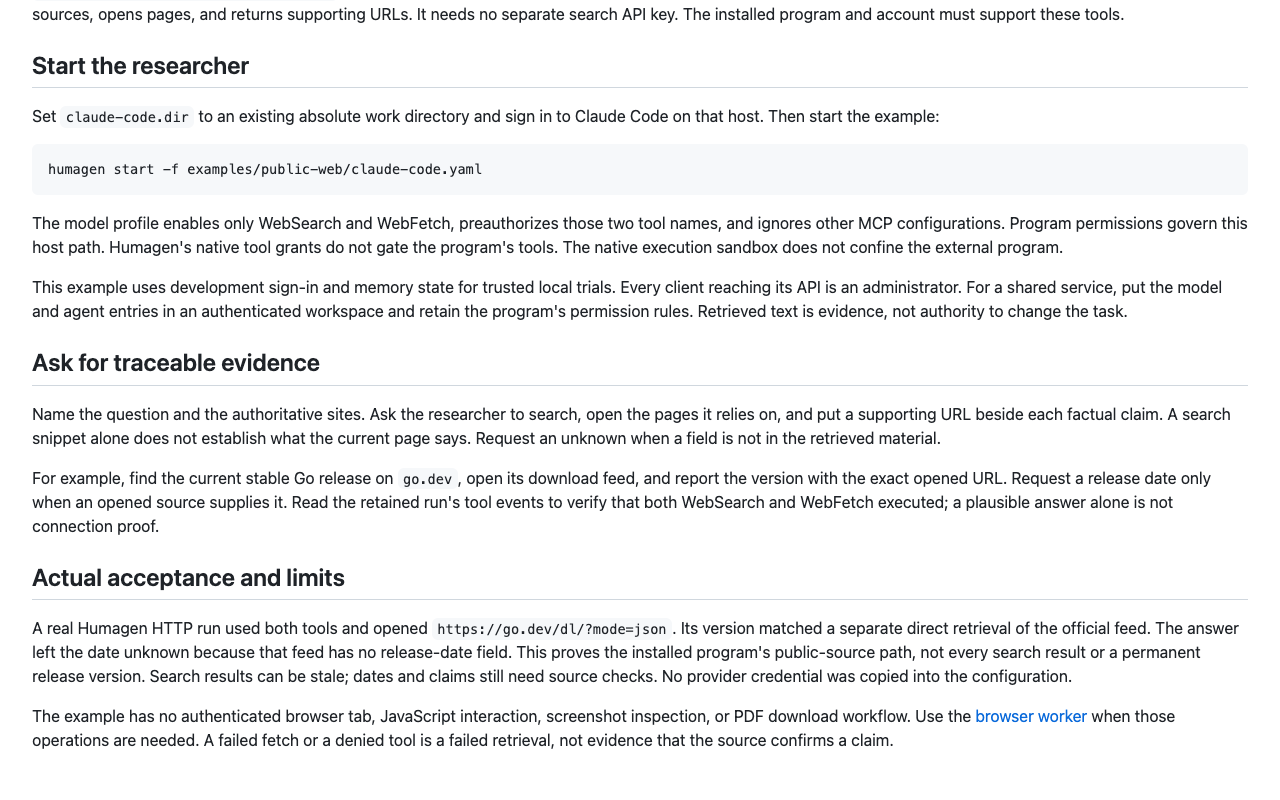 sources, opens pages, and returns supporting URLs. It needs no separate search API key. The installed program and account must support these tools.
Start the researcher
Set claude-code.dir to an existing absolute work directory and sign in to Claude Code on that host. Then start the example:
humagen start -f examples/public-web/claude-code.yaml
The model profile enables only WebSearch and WebFetch, preauthorizes those two tool names, and ignores other MCP configurations. Program permissions govern this
host path. Humagen's native tool grants do not gate the program's tools. The native execution sandbox does not confine the external program.
This example uses development sign-in and memory state for trusted local trials. Every client reaching its API is an administrator. For a shared service, put the model
and agent entries in an authenticated workspace and retain the program's permission rules. Retrieved text is evidence, not authority to change the task.
Ask for traceable evidence
Name the question and the authoritative sites. Ask the researcher to search, open the pages it relies on, and put a supporting URL beside each factual claim. A search
snippet alone does not establish what the current page says. Request an unknown when a field is not in the retrieved material.
For example, find the current stable Go release on go.dev, open its download feed, and report the version with the exact opened URL. Request a release date only
when an opened source supplies it. Read the retained run's tool events to verify that both WebSearch and WebFetch executed; a plausible answer alone is not
connection proof.
Actual acceptance and limits
A real Humagen HTTP run used both tools and opened https://go.dev/dl/?mode=json. Its version matched a separate direct retrieval of the official feed. The answer
left the date unknown because that feed has no release-date field. This proves the installed program's public-source path, not every search result or a permanent
release version. Search results can be stale; dates and claims still need source checks. No provider credential was copied into the configuration.
The example has no authenticated browser tab, JavaScript interaction, screenshot inspection, or PDF download workflow. Use the browser worker when those
operations are needed. A failed fetch or a denied tool is a failed retrieval, not evidence that the source confirms a claim.